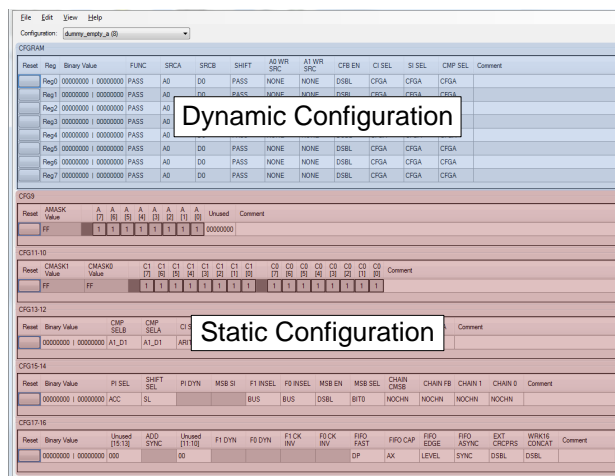 File Edit View Help
Configuration: dummy_empty_a (8)
CFGRAM
Reset Reg Binary Value FUNC SRCA SRCB SHIFT A0 WR SRC A1 WR SRC CFB EN CI SEL SI SEL CMP SEL Comment
Reg0 00000000 | 00000000 PASS A0 D0 PASS NONE NONE DSBL CFGA CFGA CFGA
Reg1 00000000 | 00000000 PASS A0 D0 PASS NONE NONE DSBL CFGA CFGA CFGA
Reg2 00000000 | 00000000 PASS A0
Dynamic Configuration
Reg3 00000000 | 00000000 PASS A0
Reg4 00000000 | 00000000 PASS A0
Reg5 00000000 | 00000000 PASS A0 D0 PASS NONE NONE DSBL CFGA CFGA CFGA
Reg6 00000000 | 00000000 PASS A0 D0 PASS NONE NONE DSBL CFGA CFGA CFGA
Reg7 00000000 | 00000000 PASS A0 D0 PASS NONE NONE DSBL CFGA CFGA CFGA
CFG9
Reset AMASK Value A [7] A [6] A [5] A [4] A [3] A [2] A [1] A [0] Unused Comment
FF 1 1 1 1 1 1 1 1 00000000
CFG11-10
Reset CMASK1 Value CMASK0 Value C1 [7] C1 [6] C1 [5] C1 [4] C1 [3] C1 [2] C1 [1] C1 [0] C0 [7] C0 [6] C0 [5] C0 [4] C0 [3] C0 [2] C0 [1] C0 [0] Comment
FF FF 1 1 1 1 1 1 1 1 1 1 1 1 1 1 1 1
CFG13-12
Reset Binary Value CMP SELB CMP SELA CI Comment
Static Configuration
00000000 | 00000000 A1_D1 A1_D1
CFG15-14
Reset Binary Value PI SEL SHIFT SEL PI DYN MSB SI F1 INSEL F0 INSEL MSB EN MSB SEL CHAIN CMSB CHAIN FB CHAIN 1 CHAIN 0 Comment
00000000 | 00000000 ACC SL BUS BUS DSBL BIT0 NOCHN NOCHN NOCHN NOCHN
CFG17-16
Reset Binary Value Unused [15:13] ADD SYNC Unused [11:10] F1 DYN F0 DYN F1 CK INV F0 CK INV FIFO FAST FIFO CAP FIFO EDGE FIFO ASYNC EXT CRCPRS WRK16 CONCAT Comment
00000000 | 00000000 000 00 DP AX LEVEL SYNC DSBL DSBL